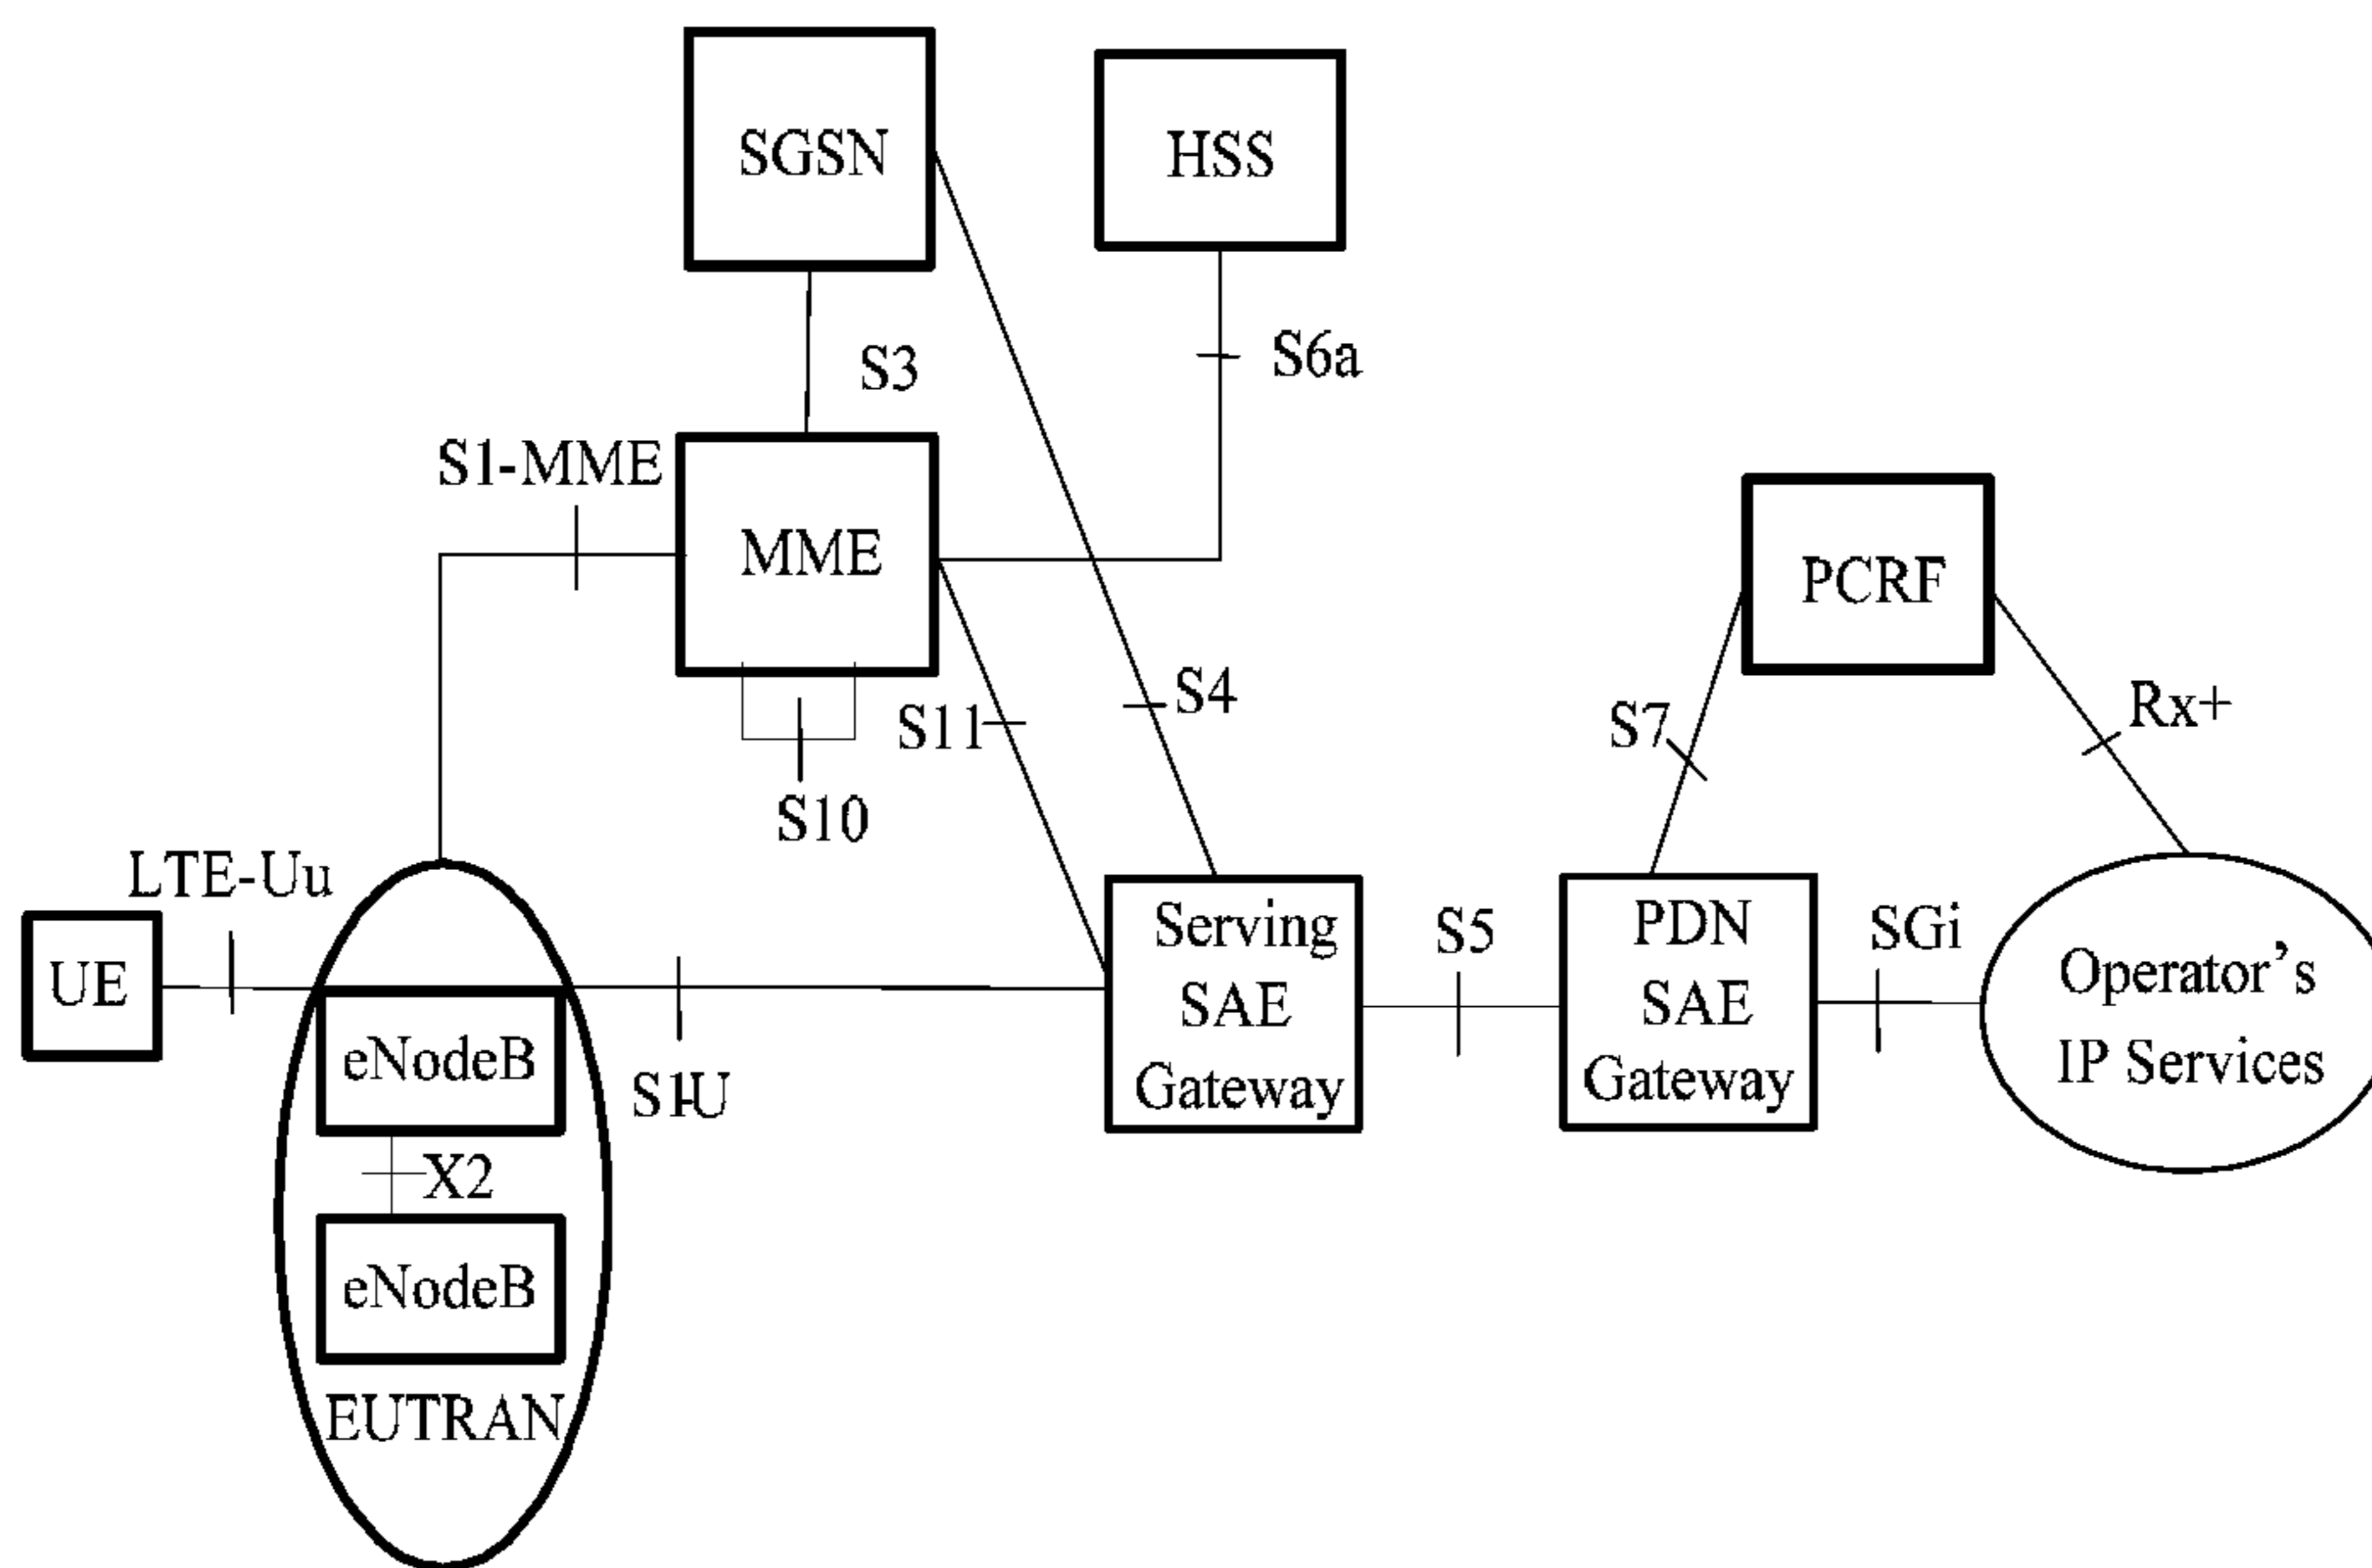 SGSN
HSS
S3
S6a
S1-MME
MME
PCRF
S11
S4
S7
Rx+
S10
LTE-Uu
UE
eNodeB
S1-U
X2
eNodeB
EUTRAN
Serving
SAE
Gateway
S5
PDN
SAE
Gateway
SGi
Operator’s
IP Services